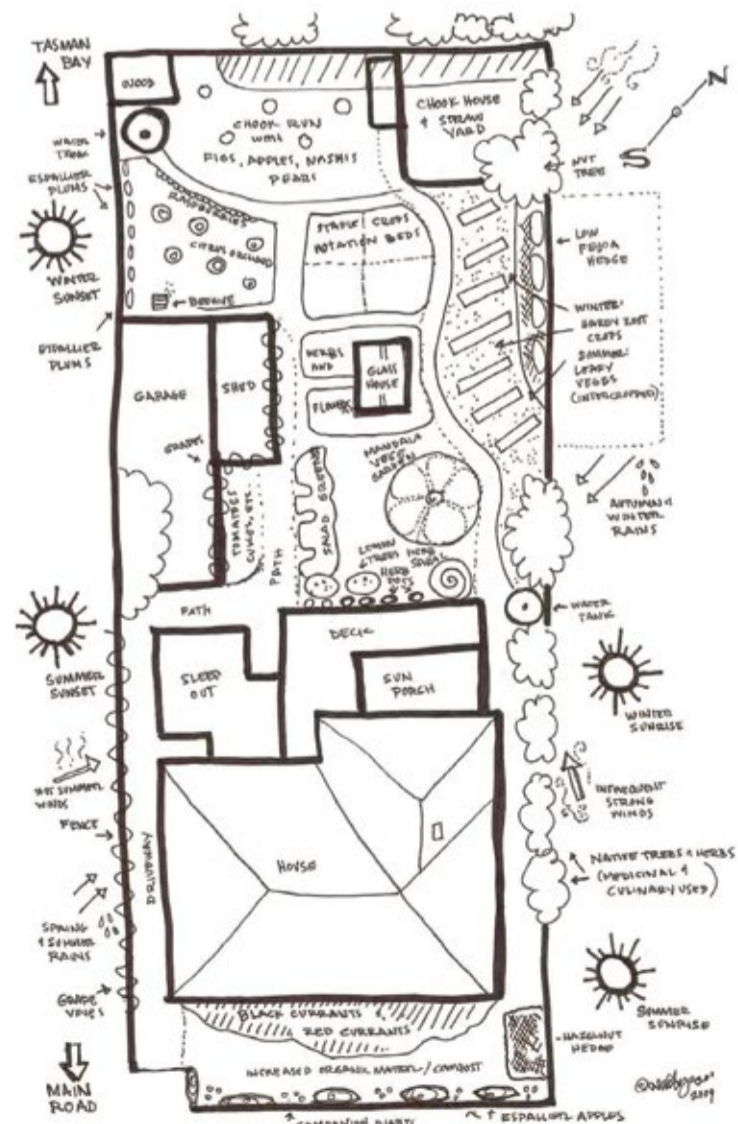 TASMAN
BAY
WOOD
CHOOK RUN
WITH
FIGS, APPLES, NASHIS
PEARS
CHOOK HOUSE
& STRAW
YARD
N
S
WATER
TANK
NUT
TREE
ESPALLIER
PLUMS
RASPBERRIES
CITRUS ORCHARD
BEEHIVE
STAPLE CROPS
ROTATION BEDS
LOW
FEIJOA
HEDGE
WINTER
SUNSET
WINTER:
HARDY ROOT
CROPS
SUMMER:
LEAFY
VEGES
(INTERCROPPED)
ESPALLIER
PLUMS
GARAGE
SHED
HERBS
AND
FLOWERS
GLASS
HOUSE
GRAPES
MANDALA
VEGE
GARDEN
SALAD GREENS
TOMATOES
CUKES, ETC
PATH
AUTUMN &
WINTER
RAINS
LEMON
TREES
HERB
SPIRAL
HERB
POTS
PATH
DECK
WATER
TANK
SUMMER
SUNSET
SLEEP
OUT
SUN
PORCH
WINTER
SUNRISE
HOT SUMMER
WINDS
INFREQUENT
STRONG
WINDS
FENCE
DRIVEWAY
HOUSE
NATIVE TREES & HERBS
(MEDICINAL &
CULINARY USED)
SPRING
& SUMMER
RAINS
GRAPE
VINES
BLACK CURRANTS
RED CURRANTS
SUMMER
SUNRISE
HAZELNUT
HEDGE
INCREASED ORGANIC MATTER / COMPOST
MAIN
ROAD
2009
COMPANION PLANTS
ESPALLIER APPLES